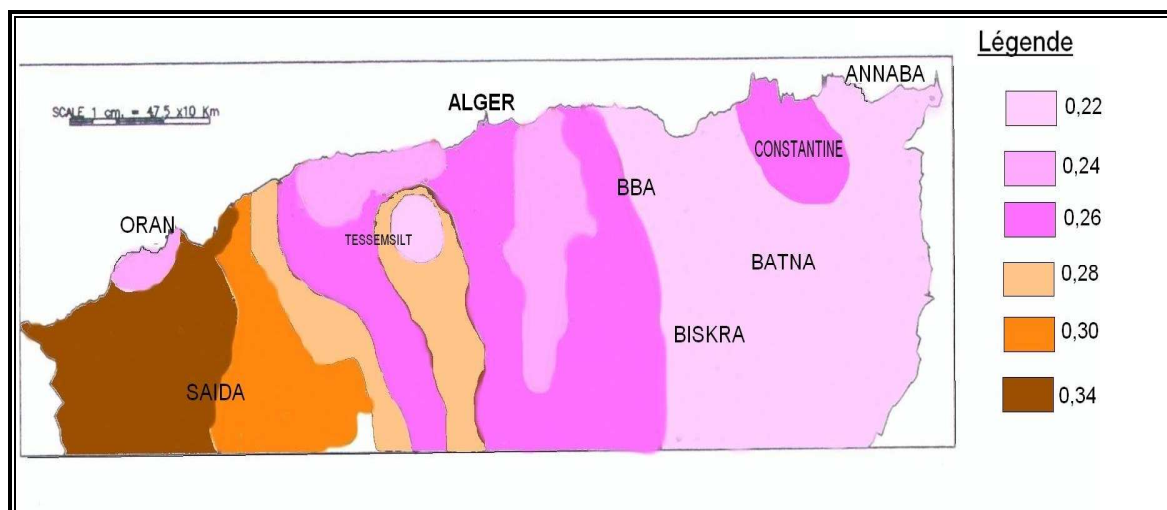 Légende
ANNABA
0,22
ALGER
SCALE 1 cm. = 47,5 x10 Km
CONSTANTINE
0,24
BBA
0,26
ORAN
TESSEMSILT
BATNA
0,28
BISKRA
0,30
SAIDA
0,34